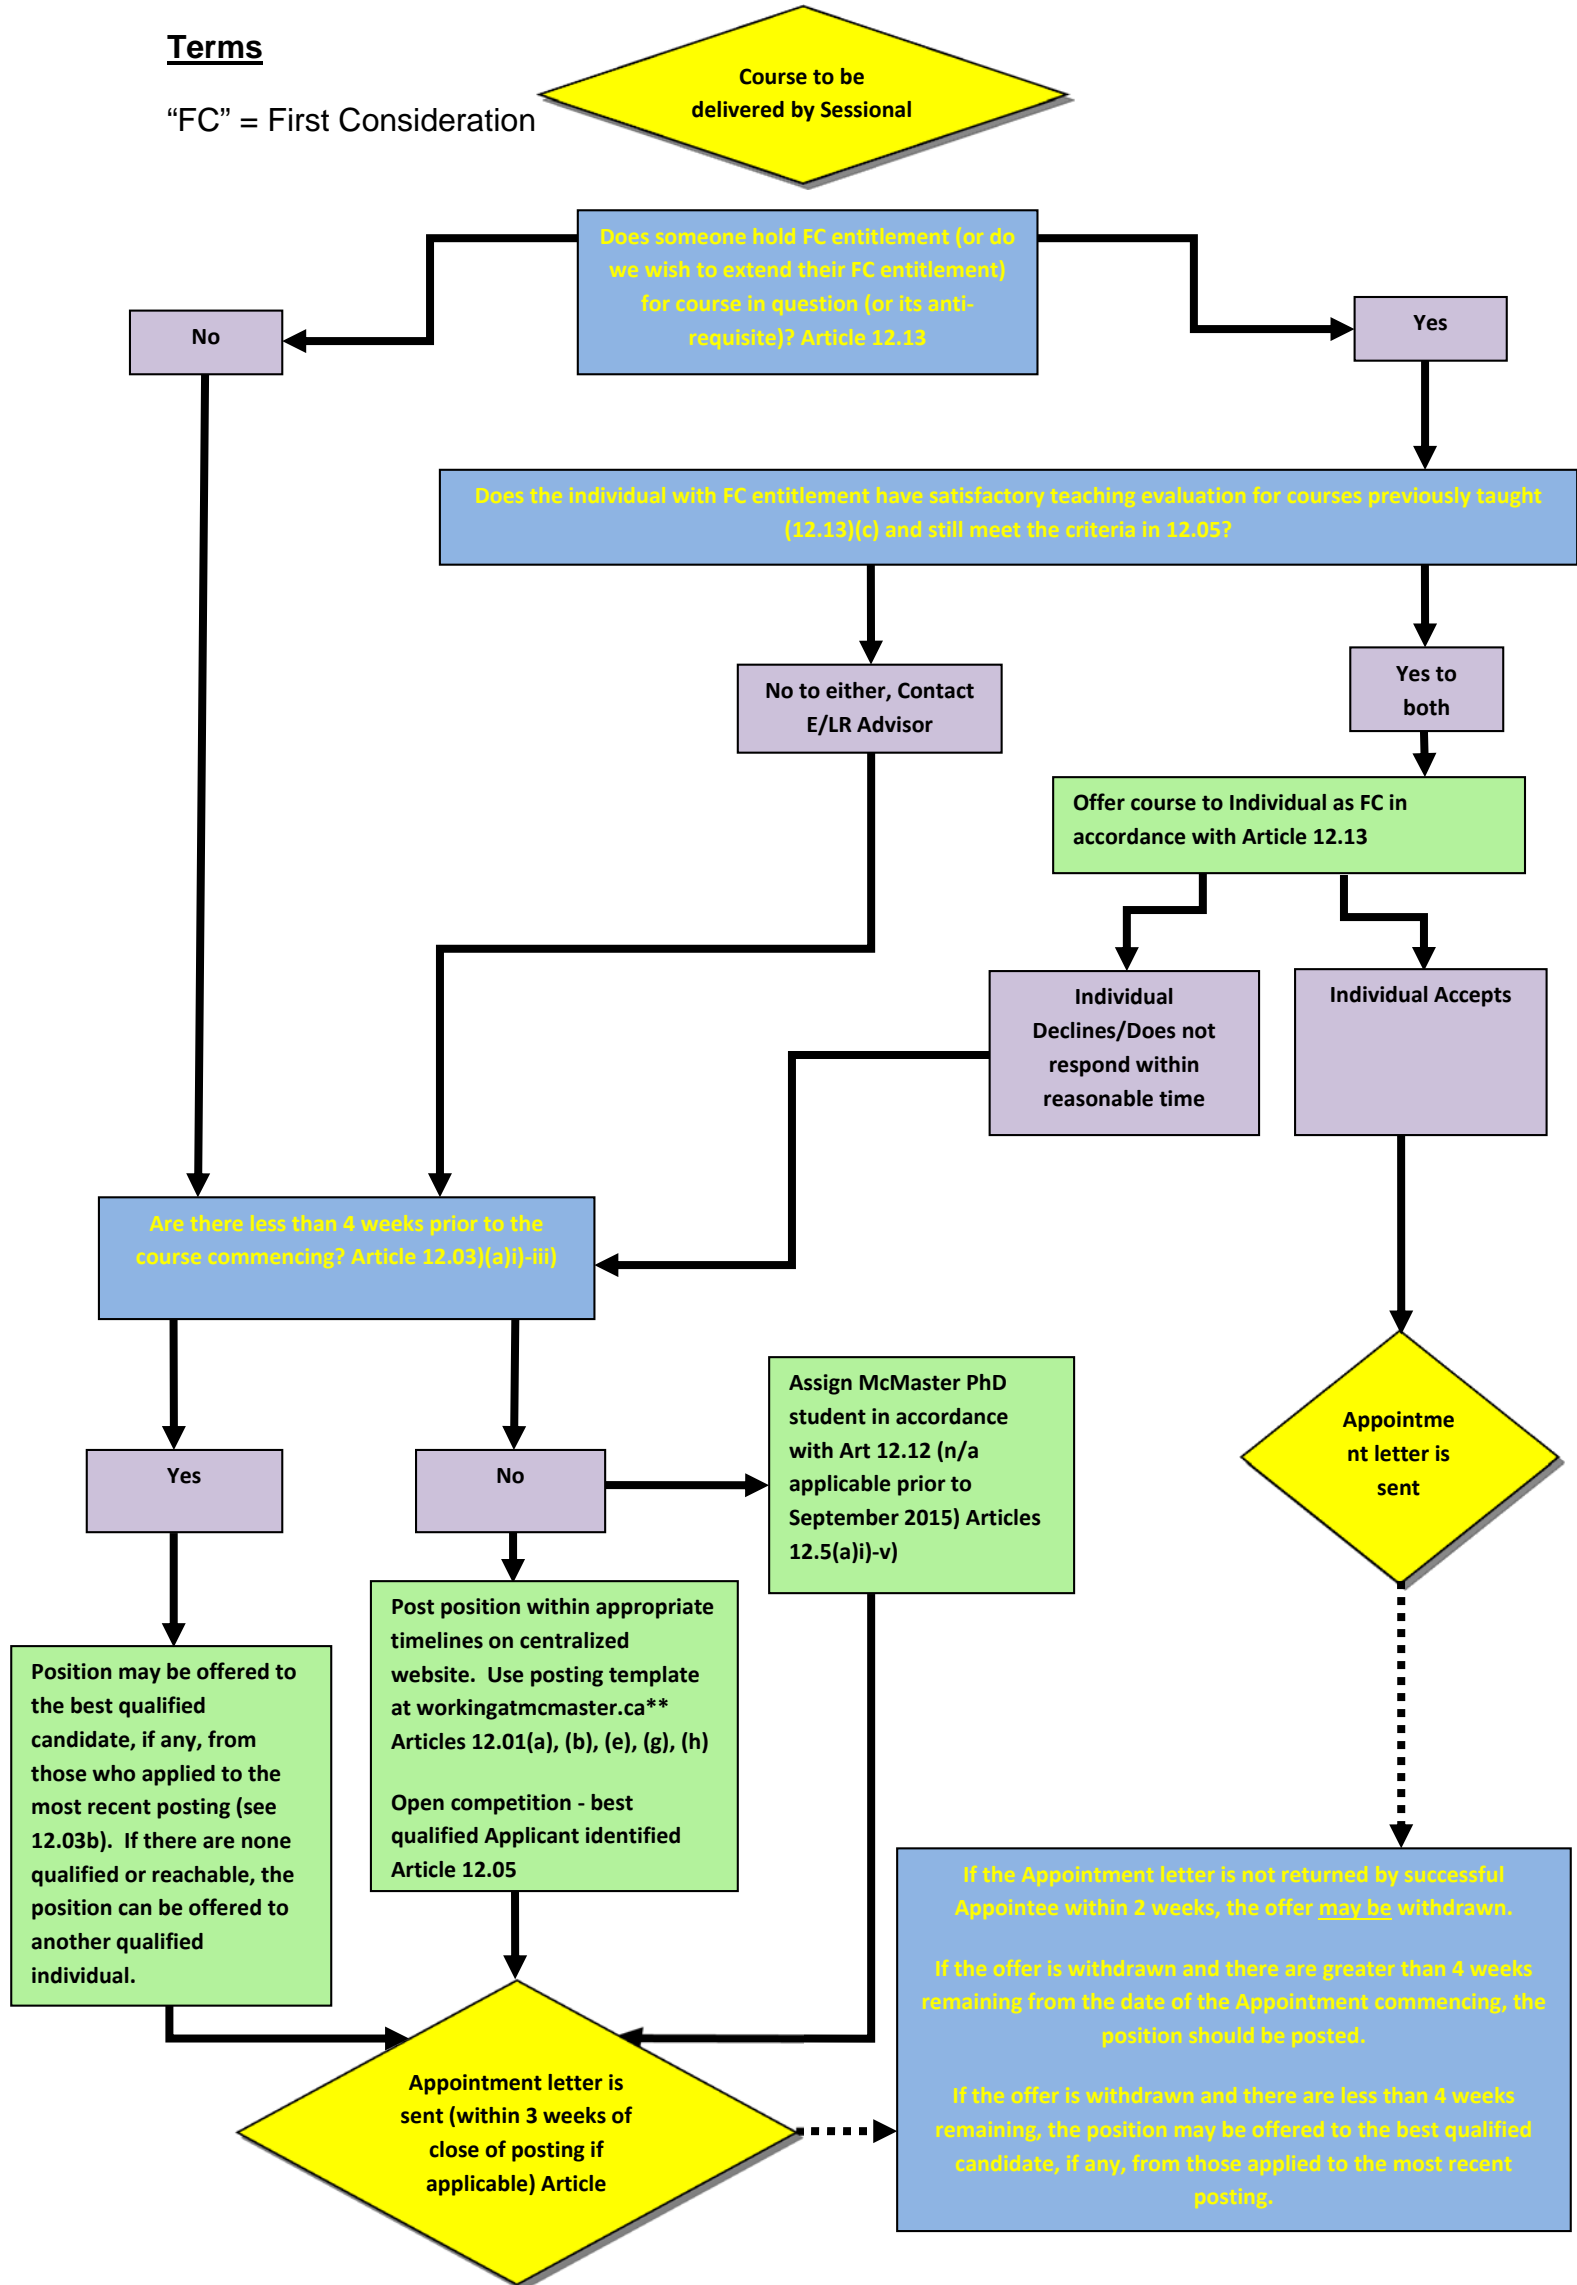 Terms
“FC” = First Consideration
Course to be
delivered by Sessional
Does someone hold FC entitlement (or do
we wish to extend their FC entitlement)
for course in question (or its anti-
requisite)? Article 12.13
No
Yes
Does the individual with FC entitlement have satisfactory teaching evaluation for courses previously taught
(12.13)(c) and still meet the criteria in 12.05?
No to either, Contact
E/LR Advisor
Yes to
both
Offer course to Individual as FC in
accordance with Article 12.13
Individual
Declines/Does not
respond within
reasonable time
Individual Accepts
Are there less than 4 weeks prior to the
course commencing? Article 12.03)(a)i)-iii)
Yes
No
Assign McMaster PhD
student in accordance
with Art 12.12 (n/a
applicable prior to
September 2015) Articles
12.5(a)i)-v)
Appointme
nt letter is
sent
Position may be offered to
the best qualified
candidate, if any, from
those who applied to the
most recent posting (see
12.03b). If there are none
qualified or reachable, the
position can be offered to
another qualified
individual.
Post position within appropriate
timelines on centralized
website. Use posting template
at workingatmcmaster.ca**
Articles 12.01(a), (b), (e), (g), (h)
Open competition - best
qualified Applicant identified
Article 12.05
If the Appointment letter is not returned by successful
Appointee within 2 weeks, the offer may be withdrawn.
If the offer is withdrawn and there are greater than 4 weeks
remaining from the date of the Appointment commencing, the
position should be posted.
If the offer is withdrawn and there are less than 4 weeks
remaining, the position may be offered to the best qualified
candidate, if any, from those applied to the most recent
posting.
Appointment letter is
sent (within 3 weeks of
close of posting if
applicable) Article